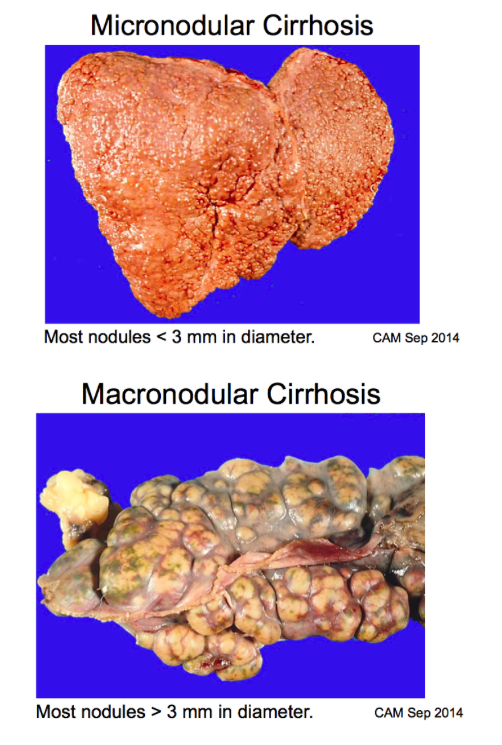 Micronodular Cirrhosis
Most nodules < 3 mm in diameter.
CAM Sep 2014
Macronodular Cirrhosis
Most nodules > 3 mm in diameter.
CAM Sep 2014